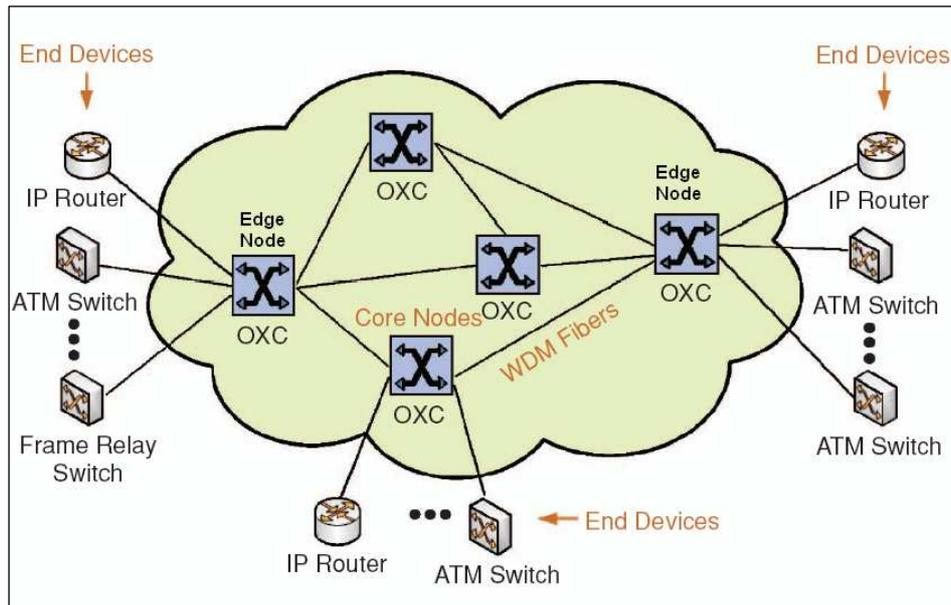 End Devices
End Devices
IP Router
OXC
Edge
Node
IP Router
Edge
Node
ATM Switch
OXC
OXC
OXC
ATM Switch
Core Nodes
WDM Fibers
OXC
Frame Relay
Switch
ATM Switch
End Devices
IP Router
ATM Switch